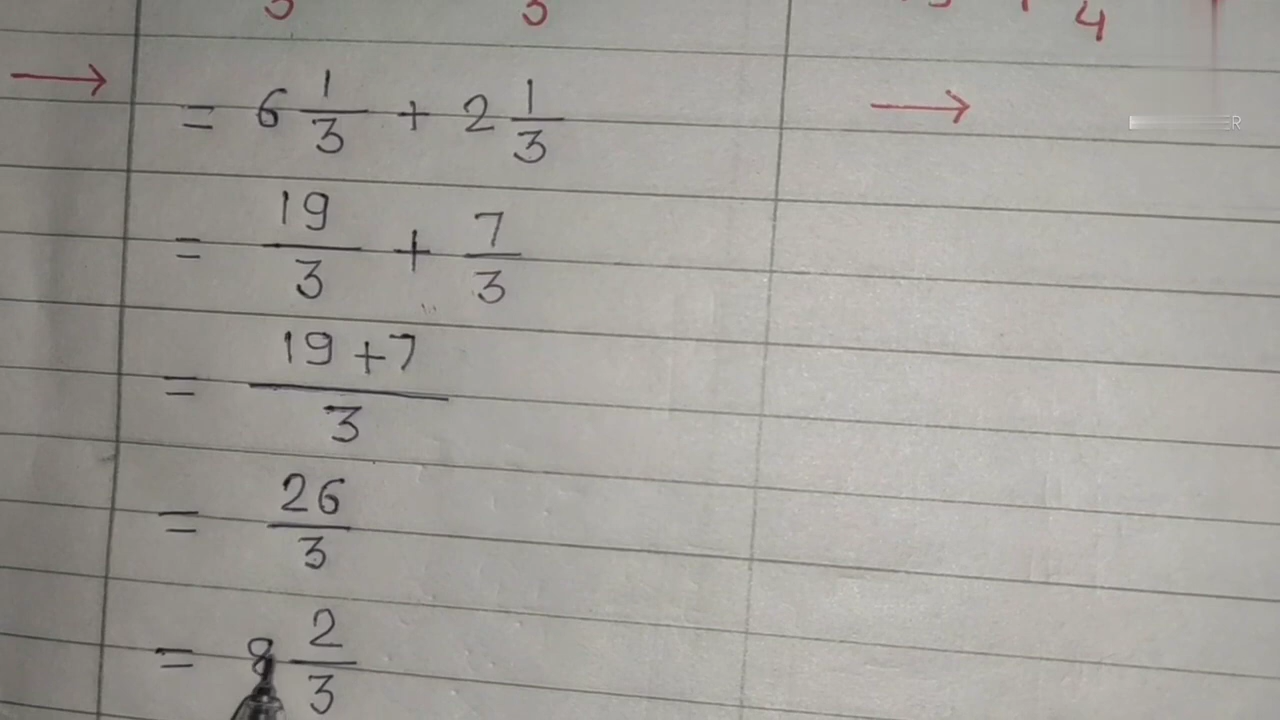 = 6 1/3 + 2 1/3
= 19/3 + 7/3
= 19+7/3
= 26/3
= 8 2/3